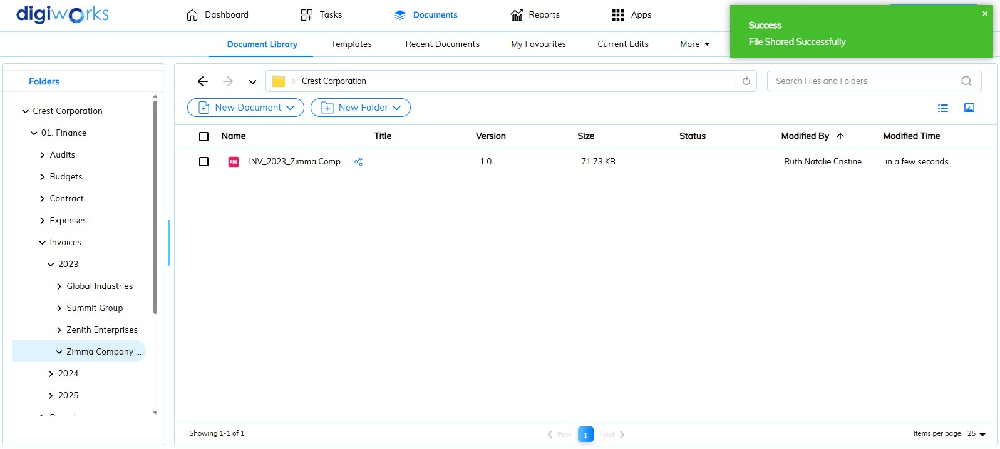 digiworks
Dashboard
Tasks
Documents
Reports
Apps
Success
File Shared Successfully
×
Document Library
Templates
Recent Documents
My Favourites
Current Edits
More
Folders
Crest Corporation
01. Finance
Audits
Budgets
Contract
Expenses
Invoices
2023
Global Industries
Summit Group
Zenith Enterprises
Zimma Company ...
2024
2025
Crest Corporation
Search Files and Folders
New Document
New Folder
Name Title Version Size Status Modified By Modified Time
PDF INV_2023_Zimma Comp... 1.0 71.73 KB Ruth Natalie Cristine in a few seconds
Showing 1-1 of 1
Prev 1 Next
Items per page 25